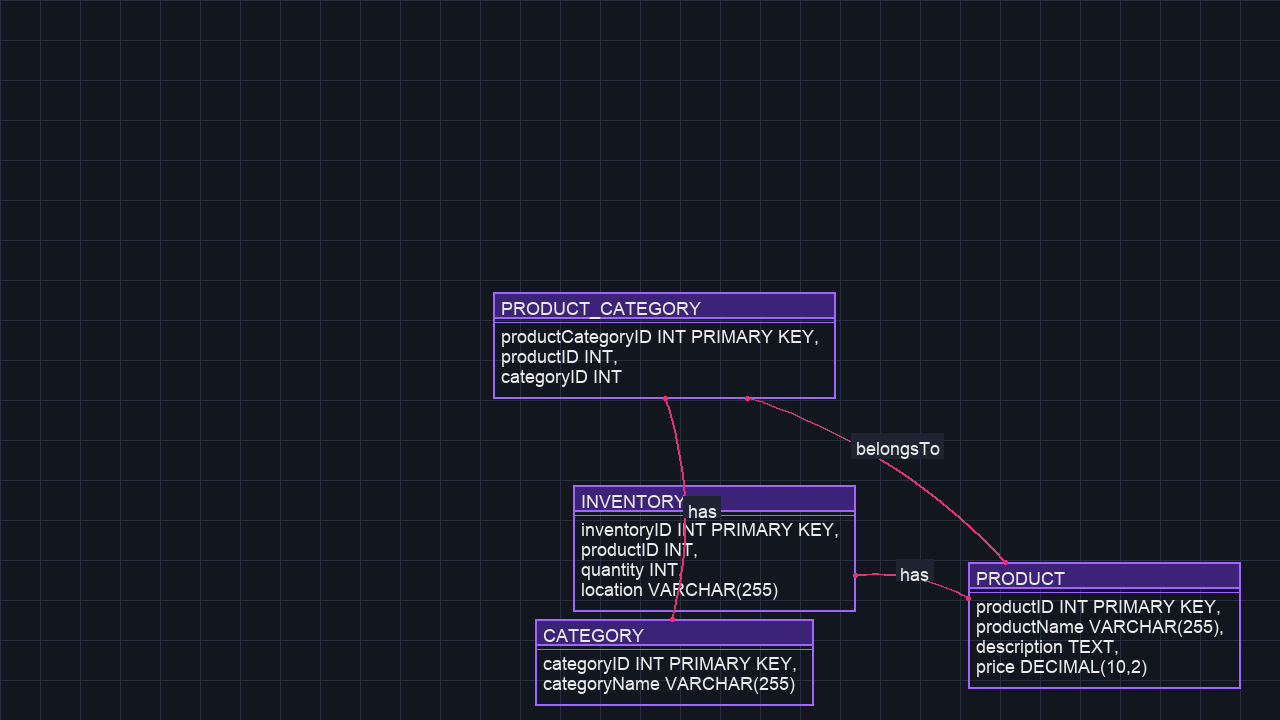 PRODUCT_CATEGORY
productCategoryID INT PRIMARY KEY,
productID INT,
categoryID INT
belongsTo
INVENTORY
has
inventoryID INT PRIMARY KEY,
productID INT,
quantity INT
location VARCHAR(255)
has
PRODUCT
productID INT PRIMARY KEY,
productName VARCHAR(255),
description TEXT,
price DECIMAL(10,2)
CATEGORY
categoryID INT PRIMARY KEY,
categoryName VARCHAR(255)